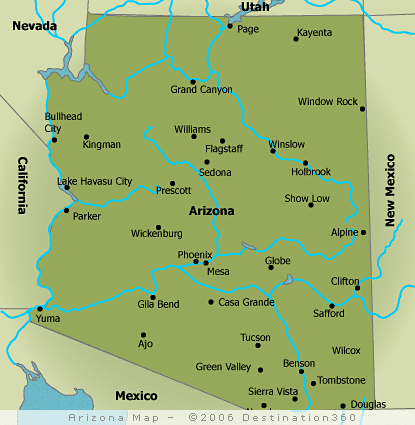 Utah
Nevada
Page
Kayenta
Grand Canyon
Window Rock
Bullhead
City
Kingman
Williams
Flagstaff
Winslow
Sedona
Holbrook
California
Lake Havasu City
Prescott
Show Low
New Mexico
Parker
Arizona
Wickenburg
Alpine
Phoenix
Mesa
Globe
Clifton
Gila Bend
Casa Grande
Safford
Yuma
Ajo
Tucson
Wilcox
Green Valley
Benson
Tombstone
Mexico
Sierra Vista
Douglas
Arizona Map - ©2006 Destination360